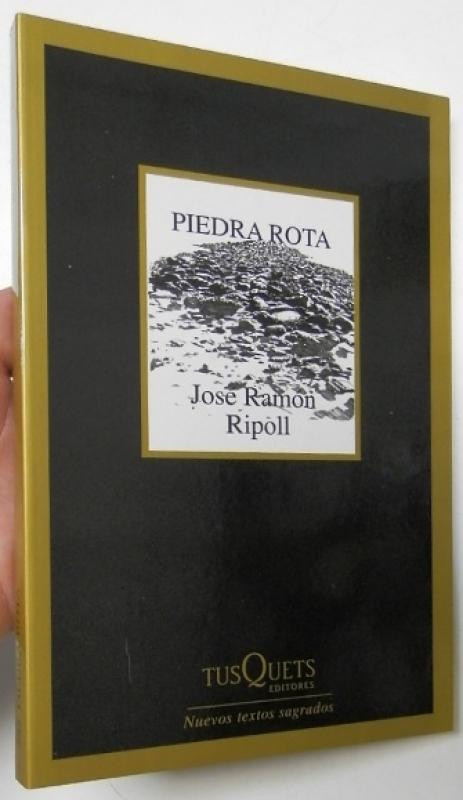 PIEDRA ROTA
Jose Ramon
Ripoll
TUSQUETS
EDITORES
Nuevos textos sagrados